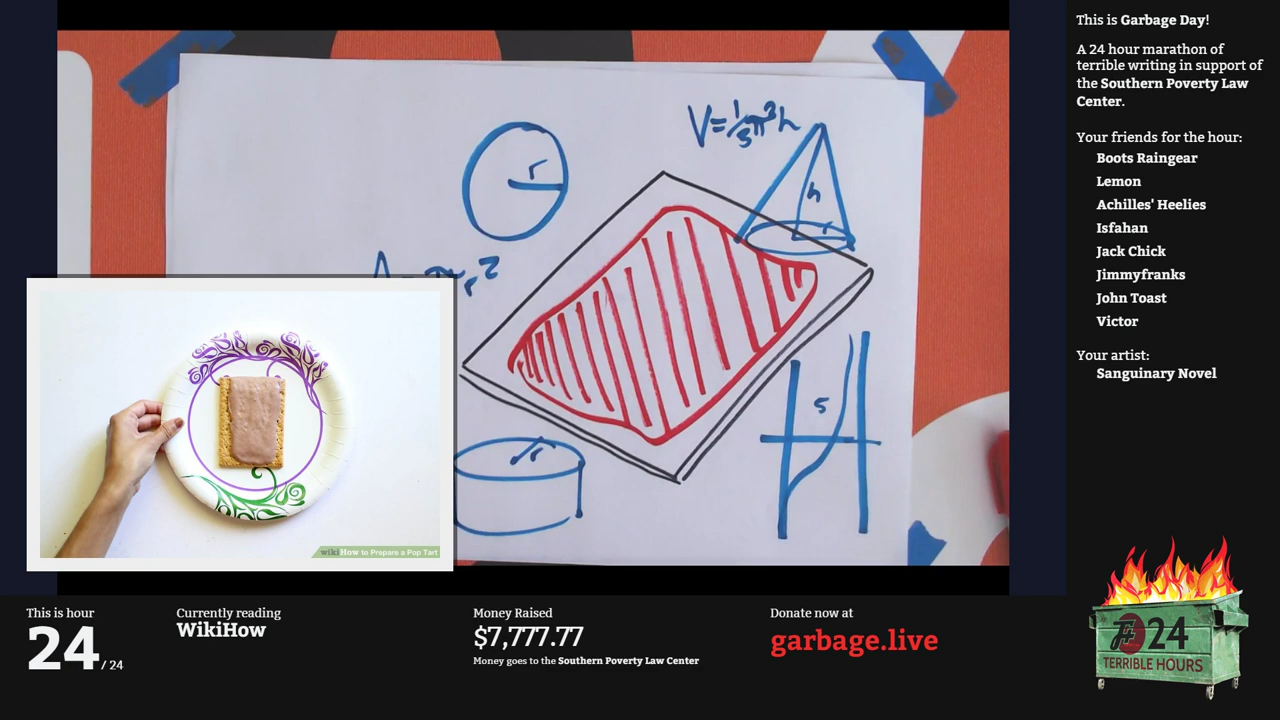 This is Garbage Day!
A 24 hour marathon of
terrible writing in support of
the Southern Poverty Law
Center.
Your friends for the hour:
Boots Raingear
Lemon
Achilles' Heelies
Isfahan
Jack Chick
Jimmyfranks
John Toast
Victor
Your artist:
Sanguinary Novel
r
h
r
s
r
wikiHow to Prepare a Pop Tart
24
TERRIBLE HOURS
This is hour
24 / 24
Currently reading
WikiHow
Money Raised
$7,777.77
Money goes to the Southern Poverty Law Center
Donate now at
garbage.live